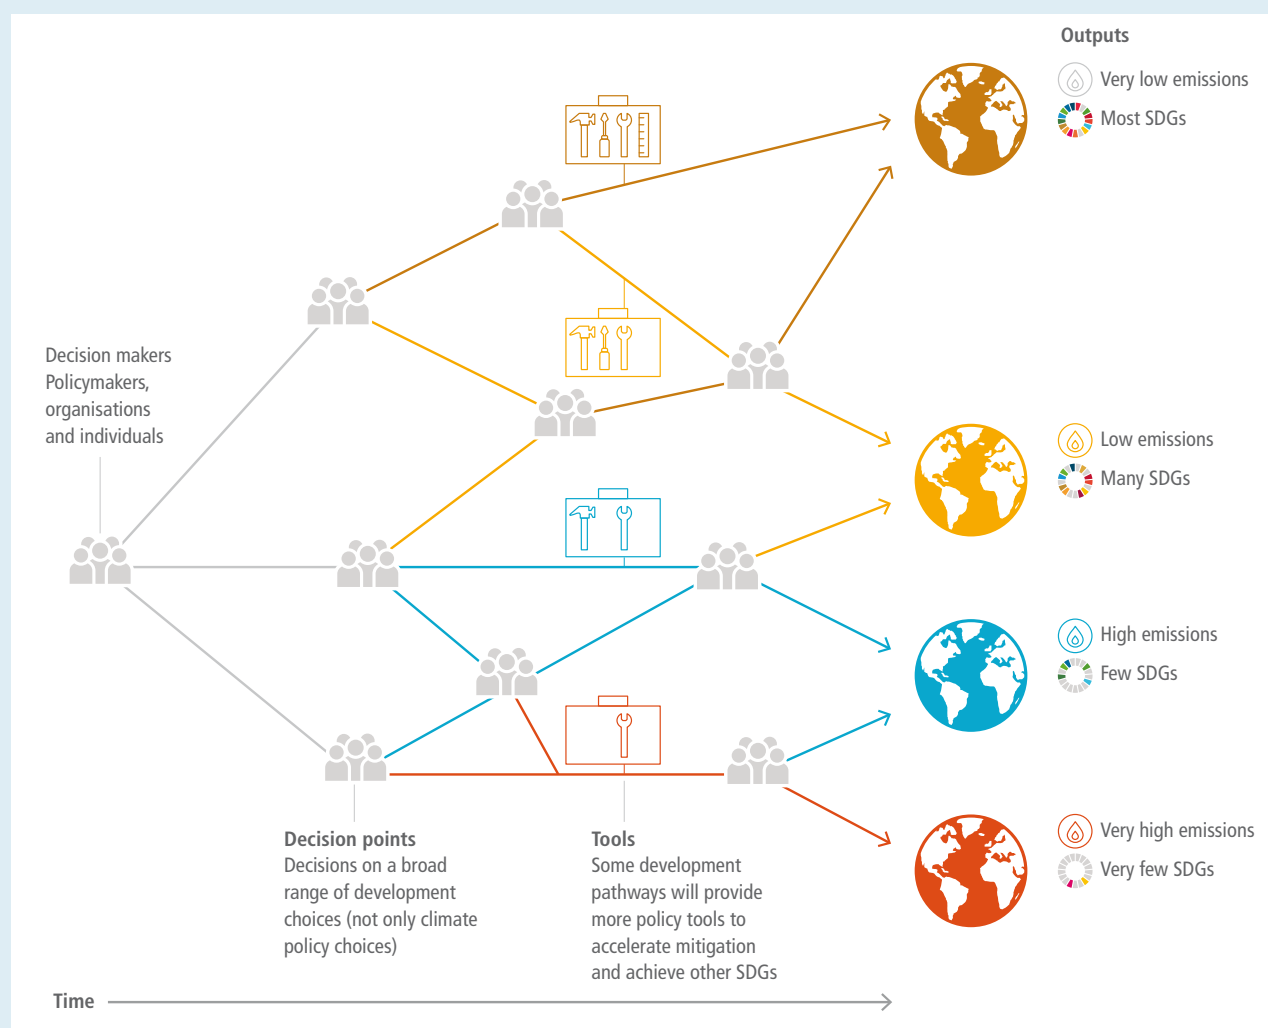 Outputs
Very low emissions
Most SDGs
Decision makers
Policymakers,
organisations
and individuals
Low emissions
Many SDGs
High emissions
Few SDGs
Very high emissions
Very few SDGs
Decision points
Decisions on a broad
range of development
choices (not only climate
policy choices)
Tools
Some development
pathways will provide
more policy tools to
accelerate mitigation
and achieve other SDGs
Time